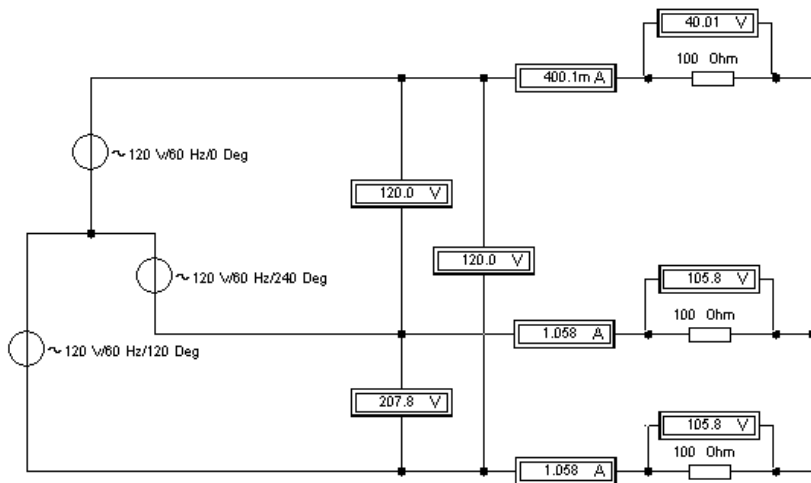 40.01 V
100 Ohm
400.1m A
~ 120 V/60 Hz/0 Deg
120.0 V
120.0 V
~ 120 V/60 Hz/240 Deg
105.8 V
100 Ohm
1.058 A
~ 120 V/60 Hz/120 Deg
207.8 V
105.8 V
100 Ohm
1.058 A